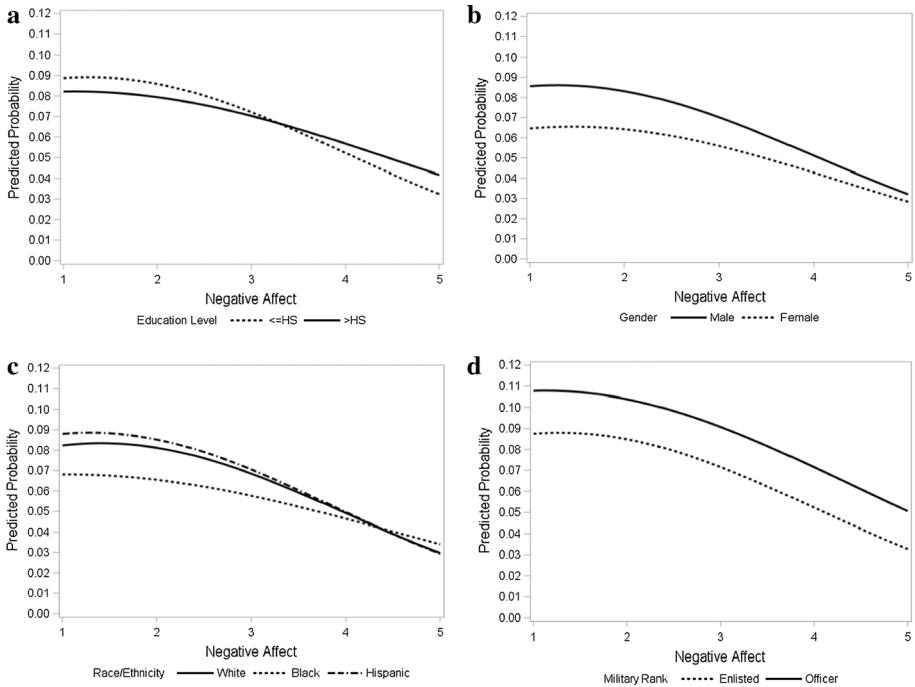 a
0.12
0.11
0.10
0.09
0.08
0.07
0.06
0.05
0.04
0.03
0.02
0.01
0.00
Predicted Probability
1 2 3 4 5
Negative Affect
Education Level <=HS >HS
b
0.12
0.11
0.10
0.09
0.08
0.07
0.06
0.05
0.04
0.03
0.02
0.01
0.00
Predicted Probability
1 2 3 4 5
Negative Affect
Gender Male Female
c
0.12
0.11
0.10
0.09
0.08
0.07
0.06
0.05
0.04
0.03
0.02
0.01
0.00
Predicted Probability
1 2 3 4 5
Negative Affect
Race/Ethnicity White Black Hispanic
d
0.12
0.11
0.10
0.09
0.08
0.07
0.06
0.05
0.04
0.03
0.02
0.01
0.00
Predicted Probability
1 2 3 4 5
Negative Affect
Military Rank Enlisted Officer